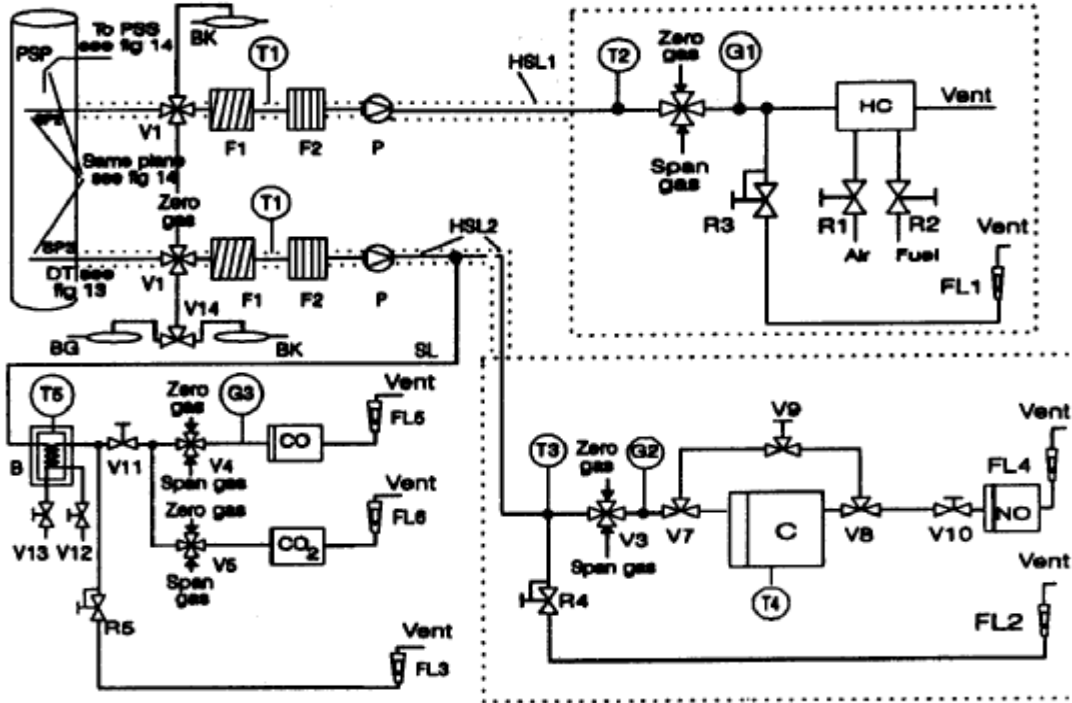 To PSS
see fig 14
PSP
BK
T1
HSL1
T2
Zero
gas
G1
HC
Vent
SP2
V1
F1
F2
P
Span
gas
R3
R1
R2
Air
Fuel
Vent
FL1
Same plane
see fig 14
Zero
gas
T1
HSL2
SP3
DT see
fig 13
V1
F1
F2
P
V14
BG
BK
SL
T5
Zero
gas
G3
Vent
FL5
CO
B
V11
V4
Span gas
Zero gas
Vent
FL6
CO2
V13
V12
V5
Span
gas
R5
Vent
FL3
V9
Vent
T3
Zero
gas
G2
FL4
C
NO
V3
V7
V8
V10
Span gas
Vent
R4
T4
FL2